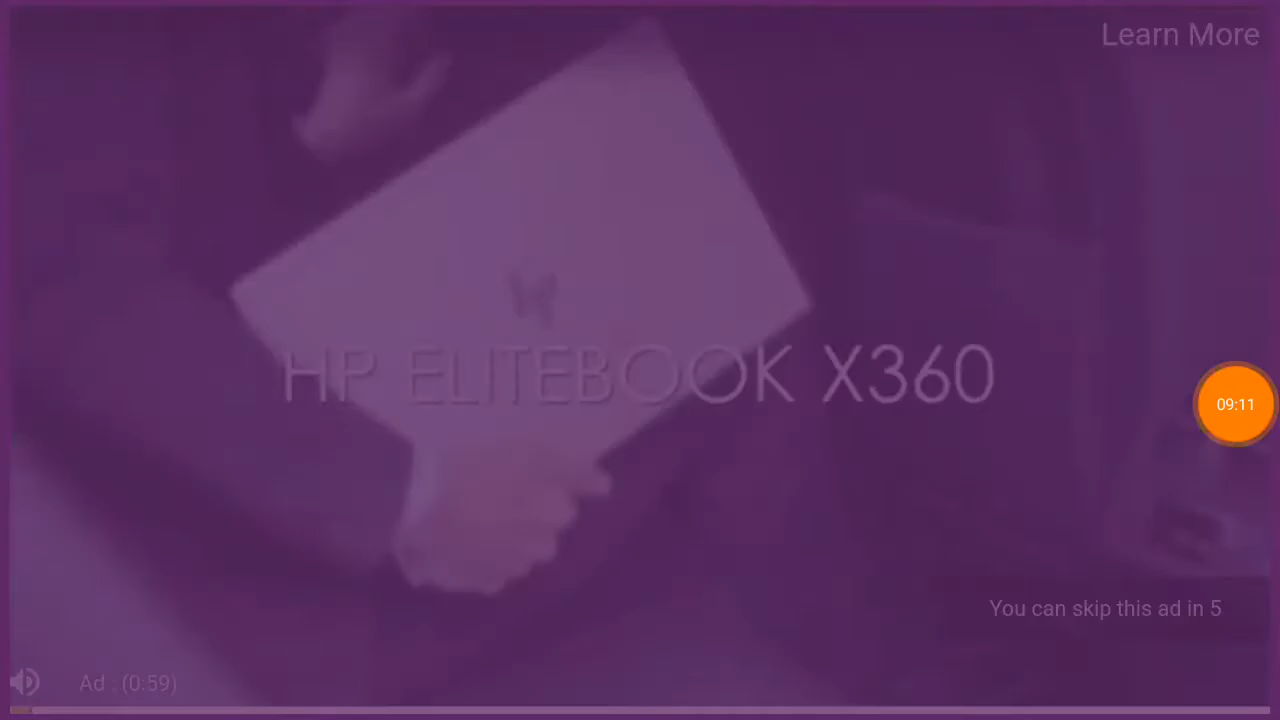 Learn More
HP ELITEBOOK X360
09:11
You can skip this ad in 5
Ad : (0:59)